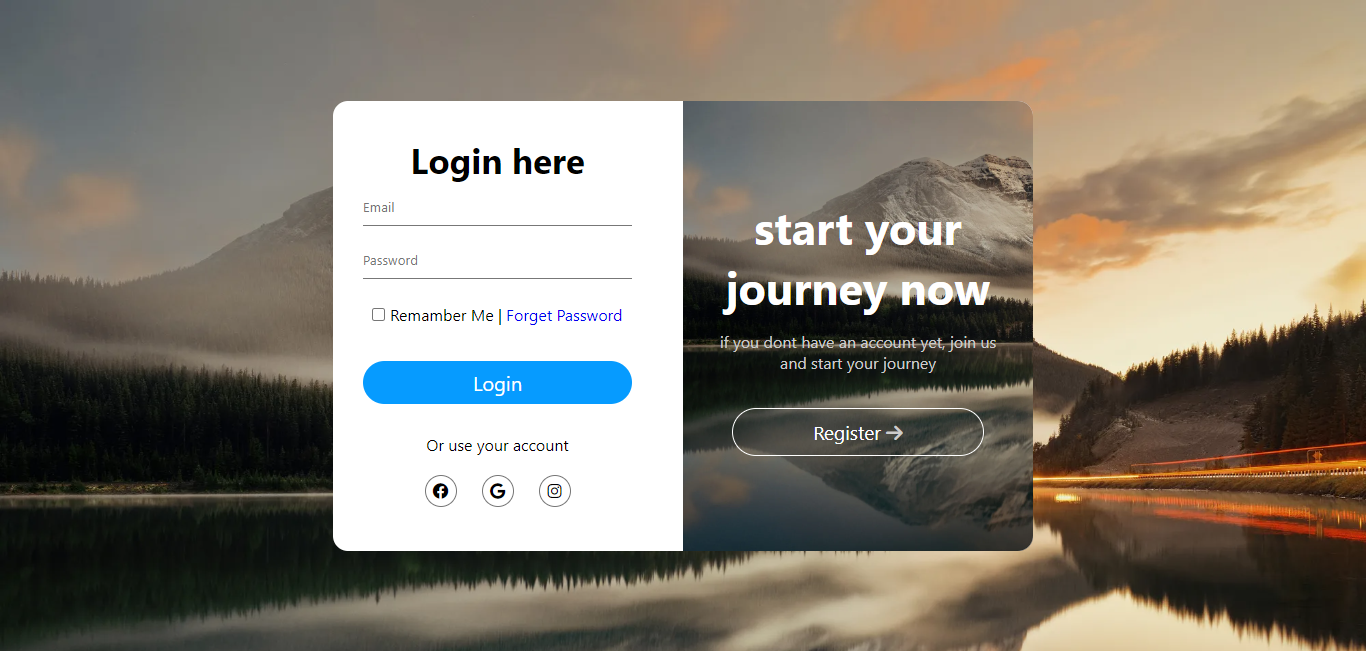 Login here
Email
Password
Remamber Me | Forget Password
Login
Or use your account
start your
journey now
if you dont have an account yet, join us
and start your journey
Register